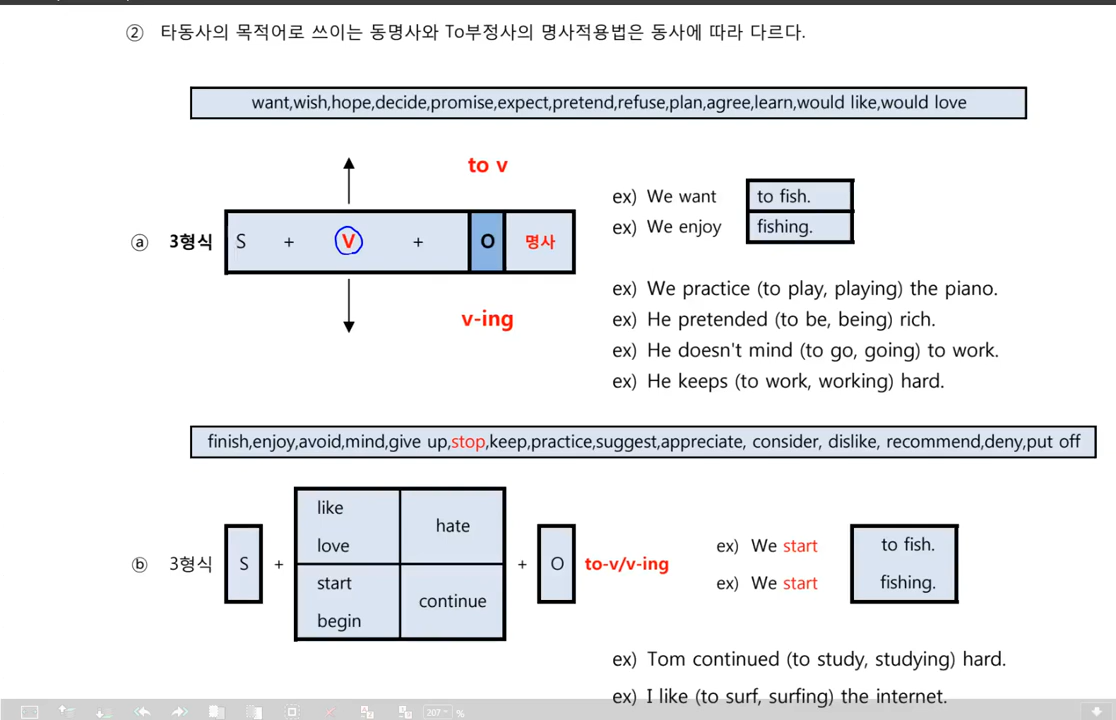 ② 타동사의 목적어로 쓰이는 동명사와 To부정사의 명사적용법은 동사에 따라 다르다.
want,wish,hope,decide,promise,expect,pretend,refuse,plan,agree,learn,would like,would love
to v
ⓐ 3형식 S + V + O 명사
v-ing
ex) We want to fish.
ex) We enjoy fishing.
ex) We practice (to play, playing) the piano.
ex) He pretended (to be, being) rich.
ex) He doesn't mind (to go, going) to work.
ex) He keeps (to work, working) hard.
finish,enjoy,avoid,mind,give up,stop,keep,practice,suggest,appreciate, consider, dislike, recommend,deny,put off
ⓑ 3형식 S +
like
love
hate
start
begin
continue
+ O to-v/v-ing
ex) We start to fish.
ex) We start fishing.
ex) Tom continued (to study, studying) hard.
ex) I like (to surf, surfing) the internet.
207 %